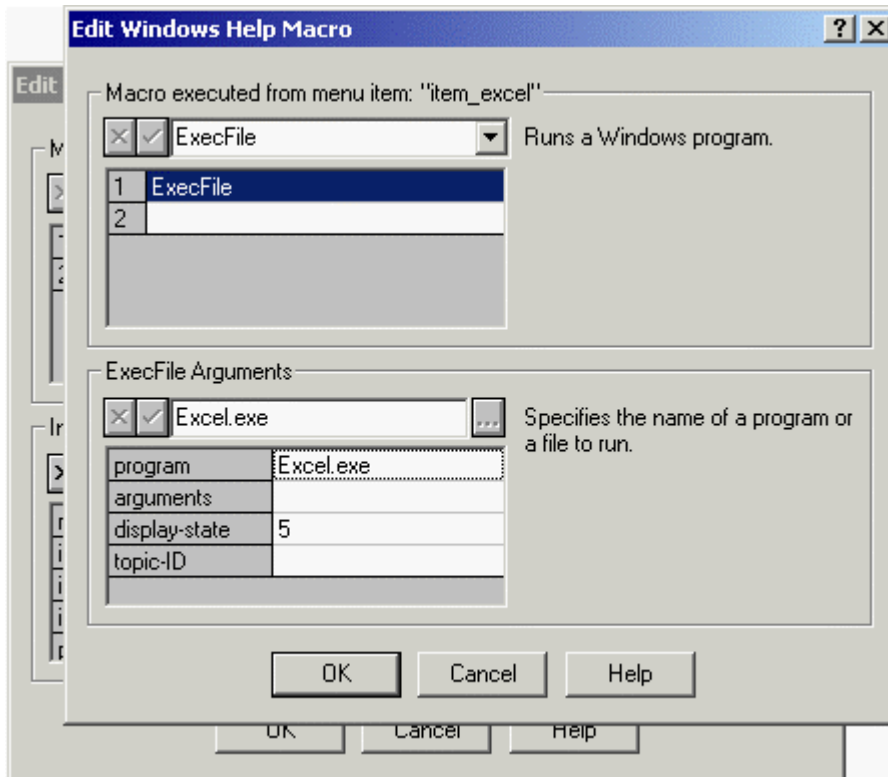 Edit Windows Help Macro
Edit
Macro executed from menu item: "item_excel"
ExecFile
Runs a Windows program.
1 ExecFile
2
ExecFile Arguments
Excel.exe
...
Specifies the name of a program or
a file to run.
program Excel.exe
arguments
display-state 5
topic-ID
OK Cancel Help
OK Cancel Help